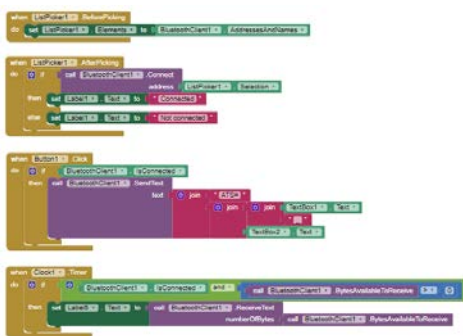 when ListPicker1 .BeforePicking
do set ListPicker1 . Elements to BluetoothClient1 . AddressesAndNames
when ListPicker1 .AfterPicking
do if call BluetoothClient1 .Connect
address ListPicker1 . Selection
then set Label1 . Text to " Connected "
else set Label1 . Text to " Not connected "
when Button1 .Click
do if BluetoothClient1 . IsConnected
then call BluetoothClient1 .SendText
text join
join join TextBox1 . Text
TextBox2 . Text
when Clock1 .Timer
do if BluetoothClient1 . IsConnected and call BluetoothClient1 .BytesAvailableToReceive > 0
then set Text to call BluetoothClient1 .ReceiveText
numberOfBytes call BluetoothClient1 .BytesAvailableToReceive